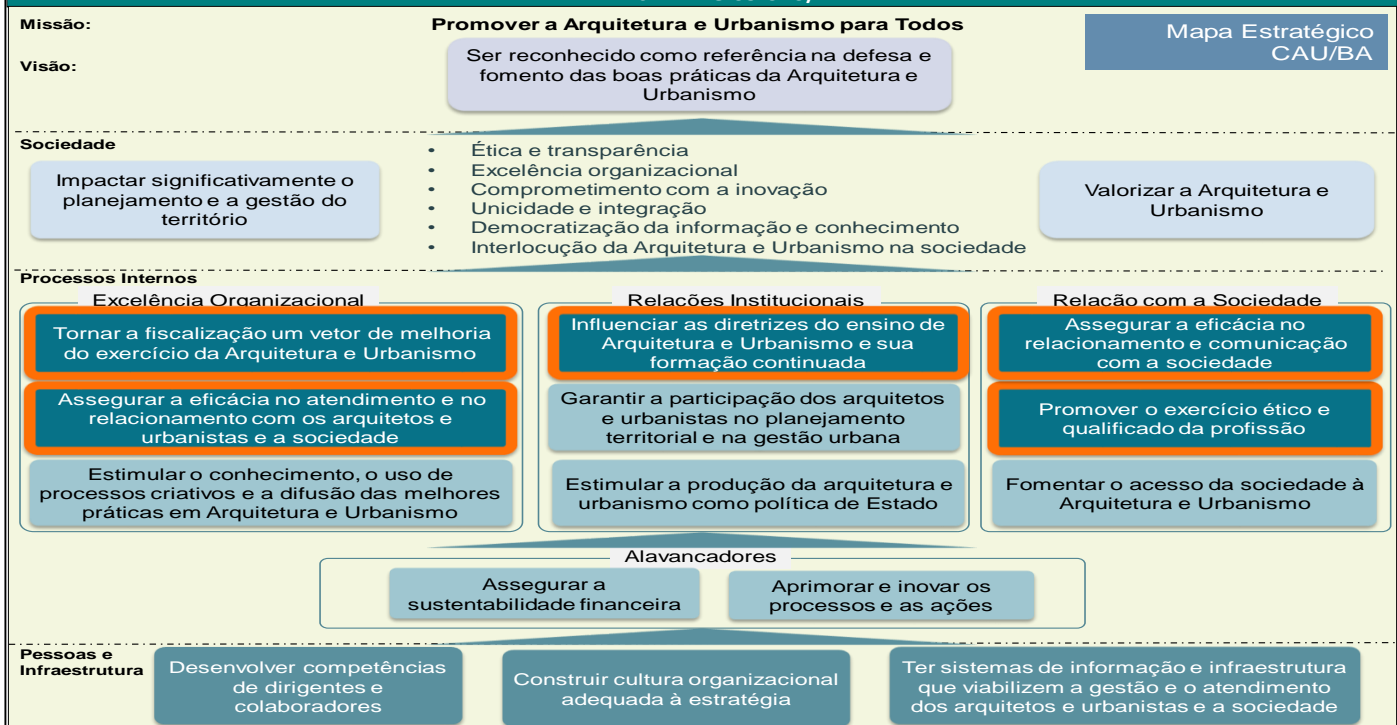 Missão:
Promover a Arquitetura e Urbanismo para Todos
Mapa Estratégico
CAU/BA
Visão:
Ser reconhecido como referência na defesa e
fomento das boas práticas da Arquitetura e
Urbanismo
Sociedade
Impactar significativamente o
planejamento e a gestão do
território
• Ética e transparência
• Excelência organizacional
• Comprometimento com a inovação
• Unicidade e integração
• Democratização da informação e conhecimento
• Interlocução da Arquitetura e Urbanismo na sociedade
Valorizar a Arquitetura e
Urbanismo
Processos Internos
Excelência Organizacional
Tornar a fiscalização um vetor de melhoria
do exercício da Arquitetura e Urbanismo
Assegurar a eficácia no atendimento e no
relacionamento com os arquitetos e
urbanistas e a sociedade
Estimular o conhecimento, o uso de
processos criativos e a difusão das melhores
práticas em Arquitetura e Urbanismo
Relações Institucionais
Influenciar as diretrizes do ensino de
Arquitetura e Urbanismo e sua
formação continuada
Garantir a participação dos arquitetos
e urbanistas no planejamento
territorial e na gestão urbana
Estimular a produção da arquitetura e
urbanismo como política de Estado
Relação com a Sociedade
Assegurar a eficácia no
relacionamento e comunicação
com a sociedade
Promover o exercício ético e
qualificado da profissão
Fomentar o acesso da sociedade à
Arquitetura e Urbanismo
Alavancadores
Assegurar a
sustentabilidade financeira
Aprimorar e inovar os
processos e as ações
Pessoas e
Infraestrutura
Desenvolver competências
de dirigentes e
colaboradores
Construir cultura organizacional
adequada à estratégia
Ter sistemas de informação e infraestrutura
que viabilizem a gestão e o atendimento
dos arquitetos e urbanistas e a sociedade